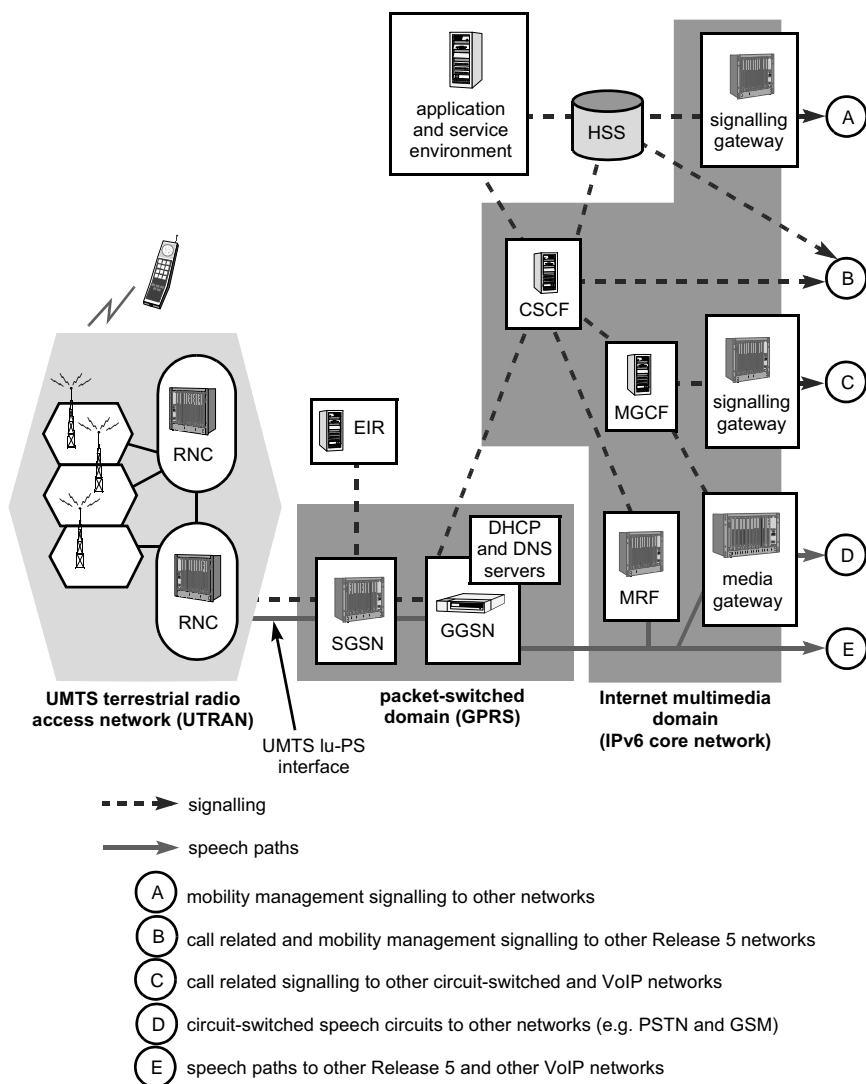 application
and service
environment
HSS
signalling
gateway
A
B
CSCF
MGCF
signalling
gateway
C
RNC
EIR
DHCP
and DNS
servers
RNC
SGSN
GGSN
MRF
media
gateway
D
E
UMTS terrestrial radio
access network (UTRAN)
packet-switched
domain (GPRS)
Internet multimedia
domain
(IPv6 core network)
UMTS lu-PS
interface
signalling
speech paths
A mobility management signalling to other networks
B call related and mobility management signalling to other Release 5 networks
C call related signalling to other circuit-switched and VoIP networks
D circuit-switched speech circuits to other networks (e.g. PSTN and GSM)
E speech paths to other Release 5 and other VoIP networks